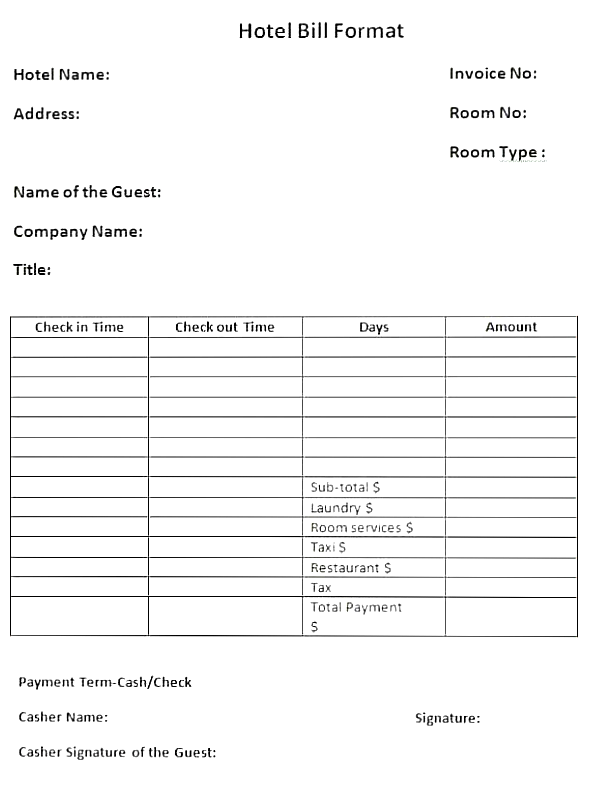 Hotel Bill Format
Hotel Name: Invoice No:
Address: Room No:
Room Type :
Name of the Guest:
Company Name:
Title:
Check in Time Check out Time Days Amount
Sub-total $
Laundry $
Room services $
Taxi $
Restaurant $
Tax
Total Payment
$
Payment Term-Cash/Check
Casher Name: Signature:
Casher Signature of the Guest: